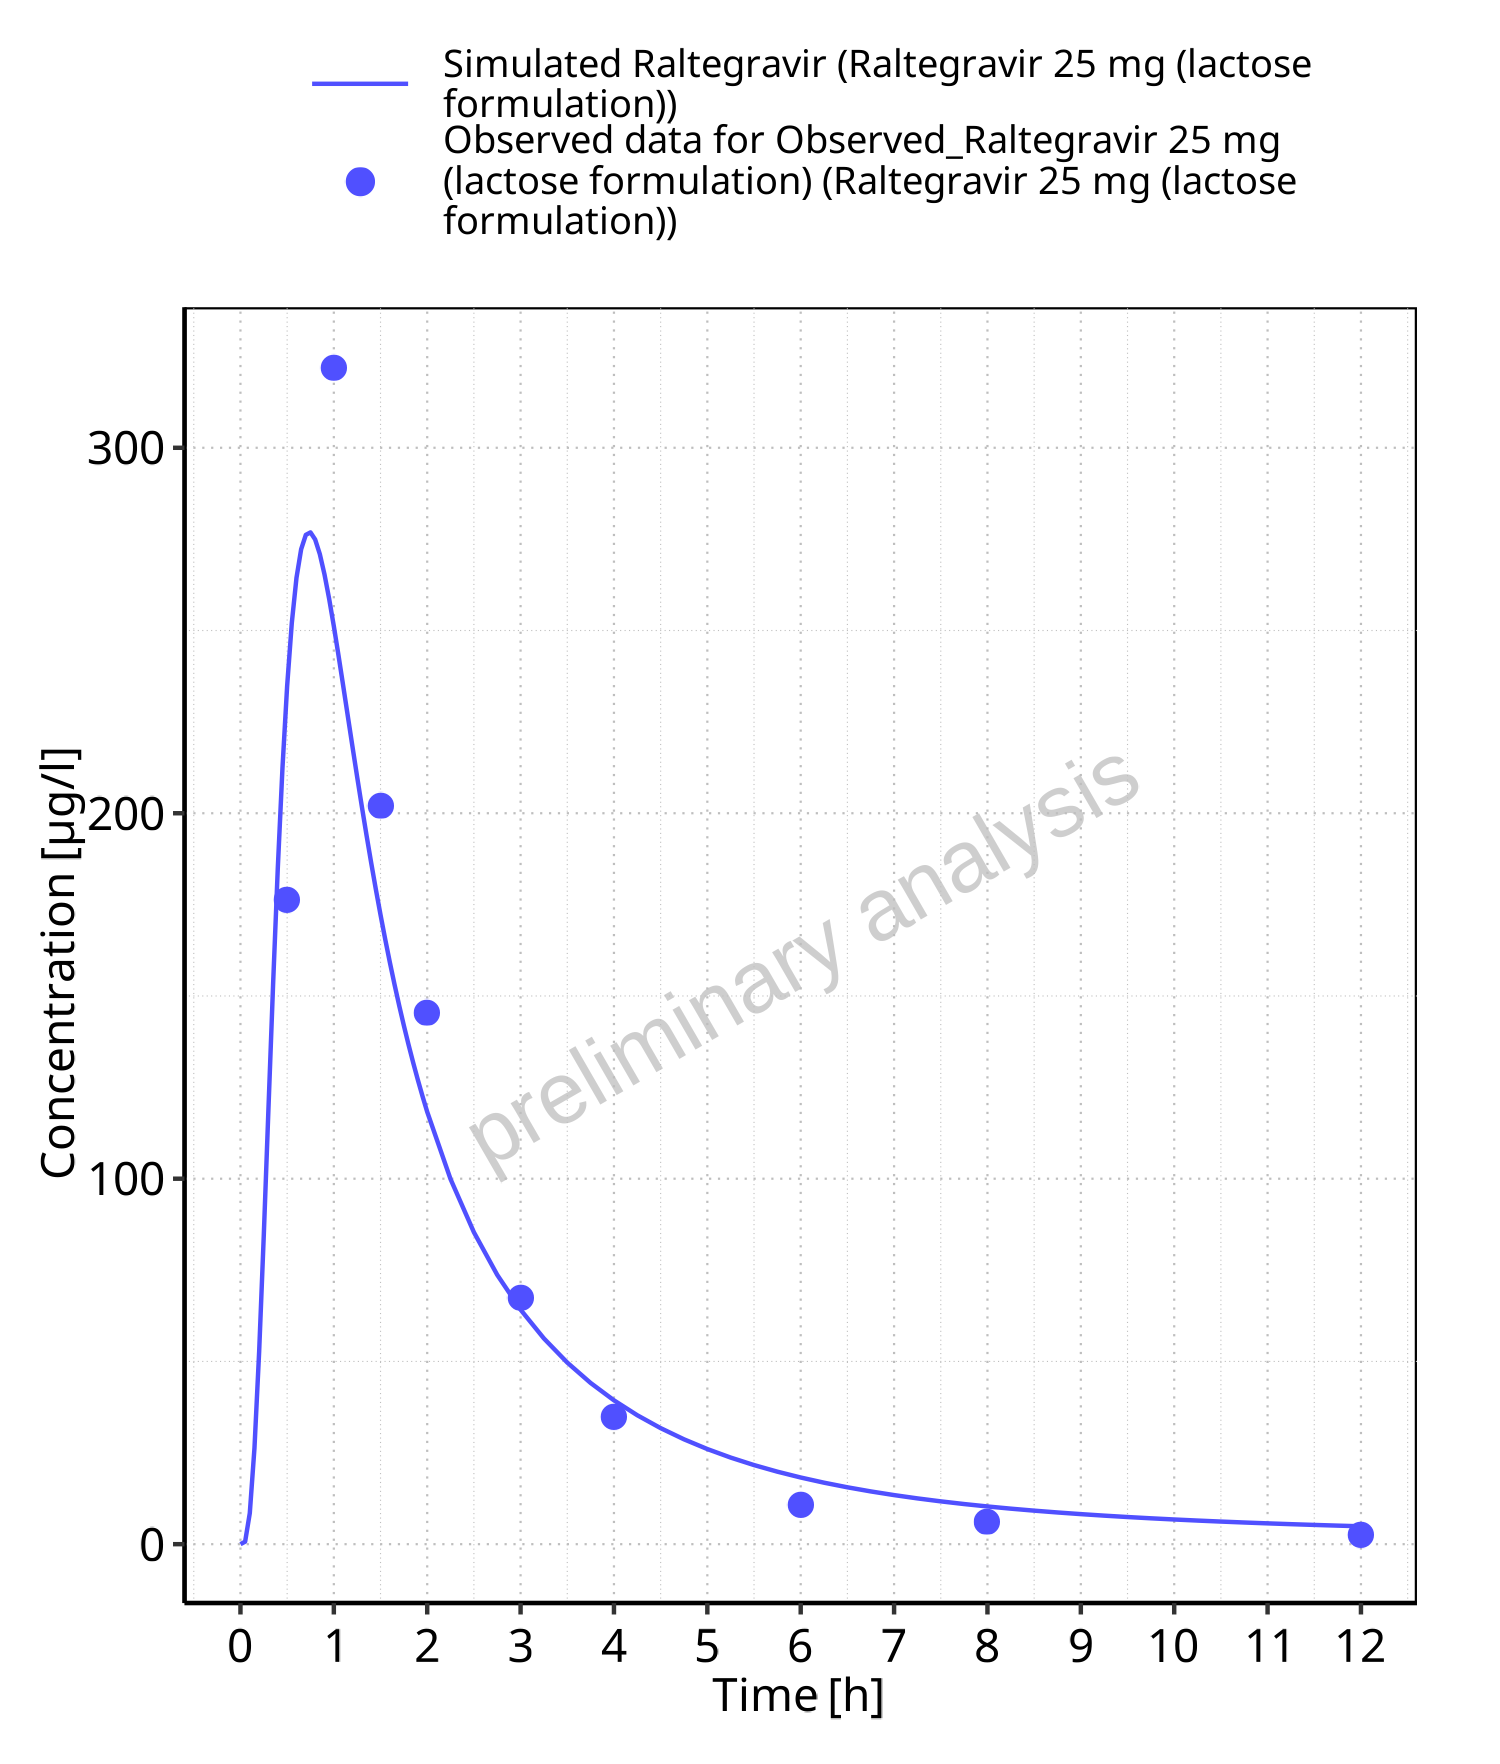 Simulated Raltegravir (Raltegravir 25 mg (lactose
formulation))
Observed data for Observed_Raltegravir 25 mg
(lactose formulation) (Raltegravir 25 mg (lactose
formulation))
300
200
100
0
Concentration [µg/l]
preliminary analysis
0 1 2 3 4 5 6 7 8 9 10 11 12
Time [h]